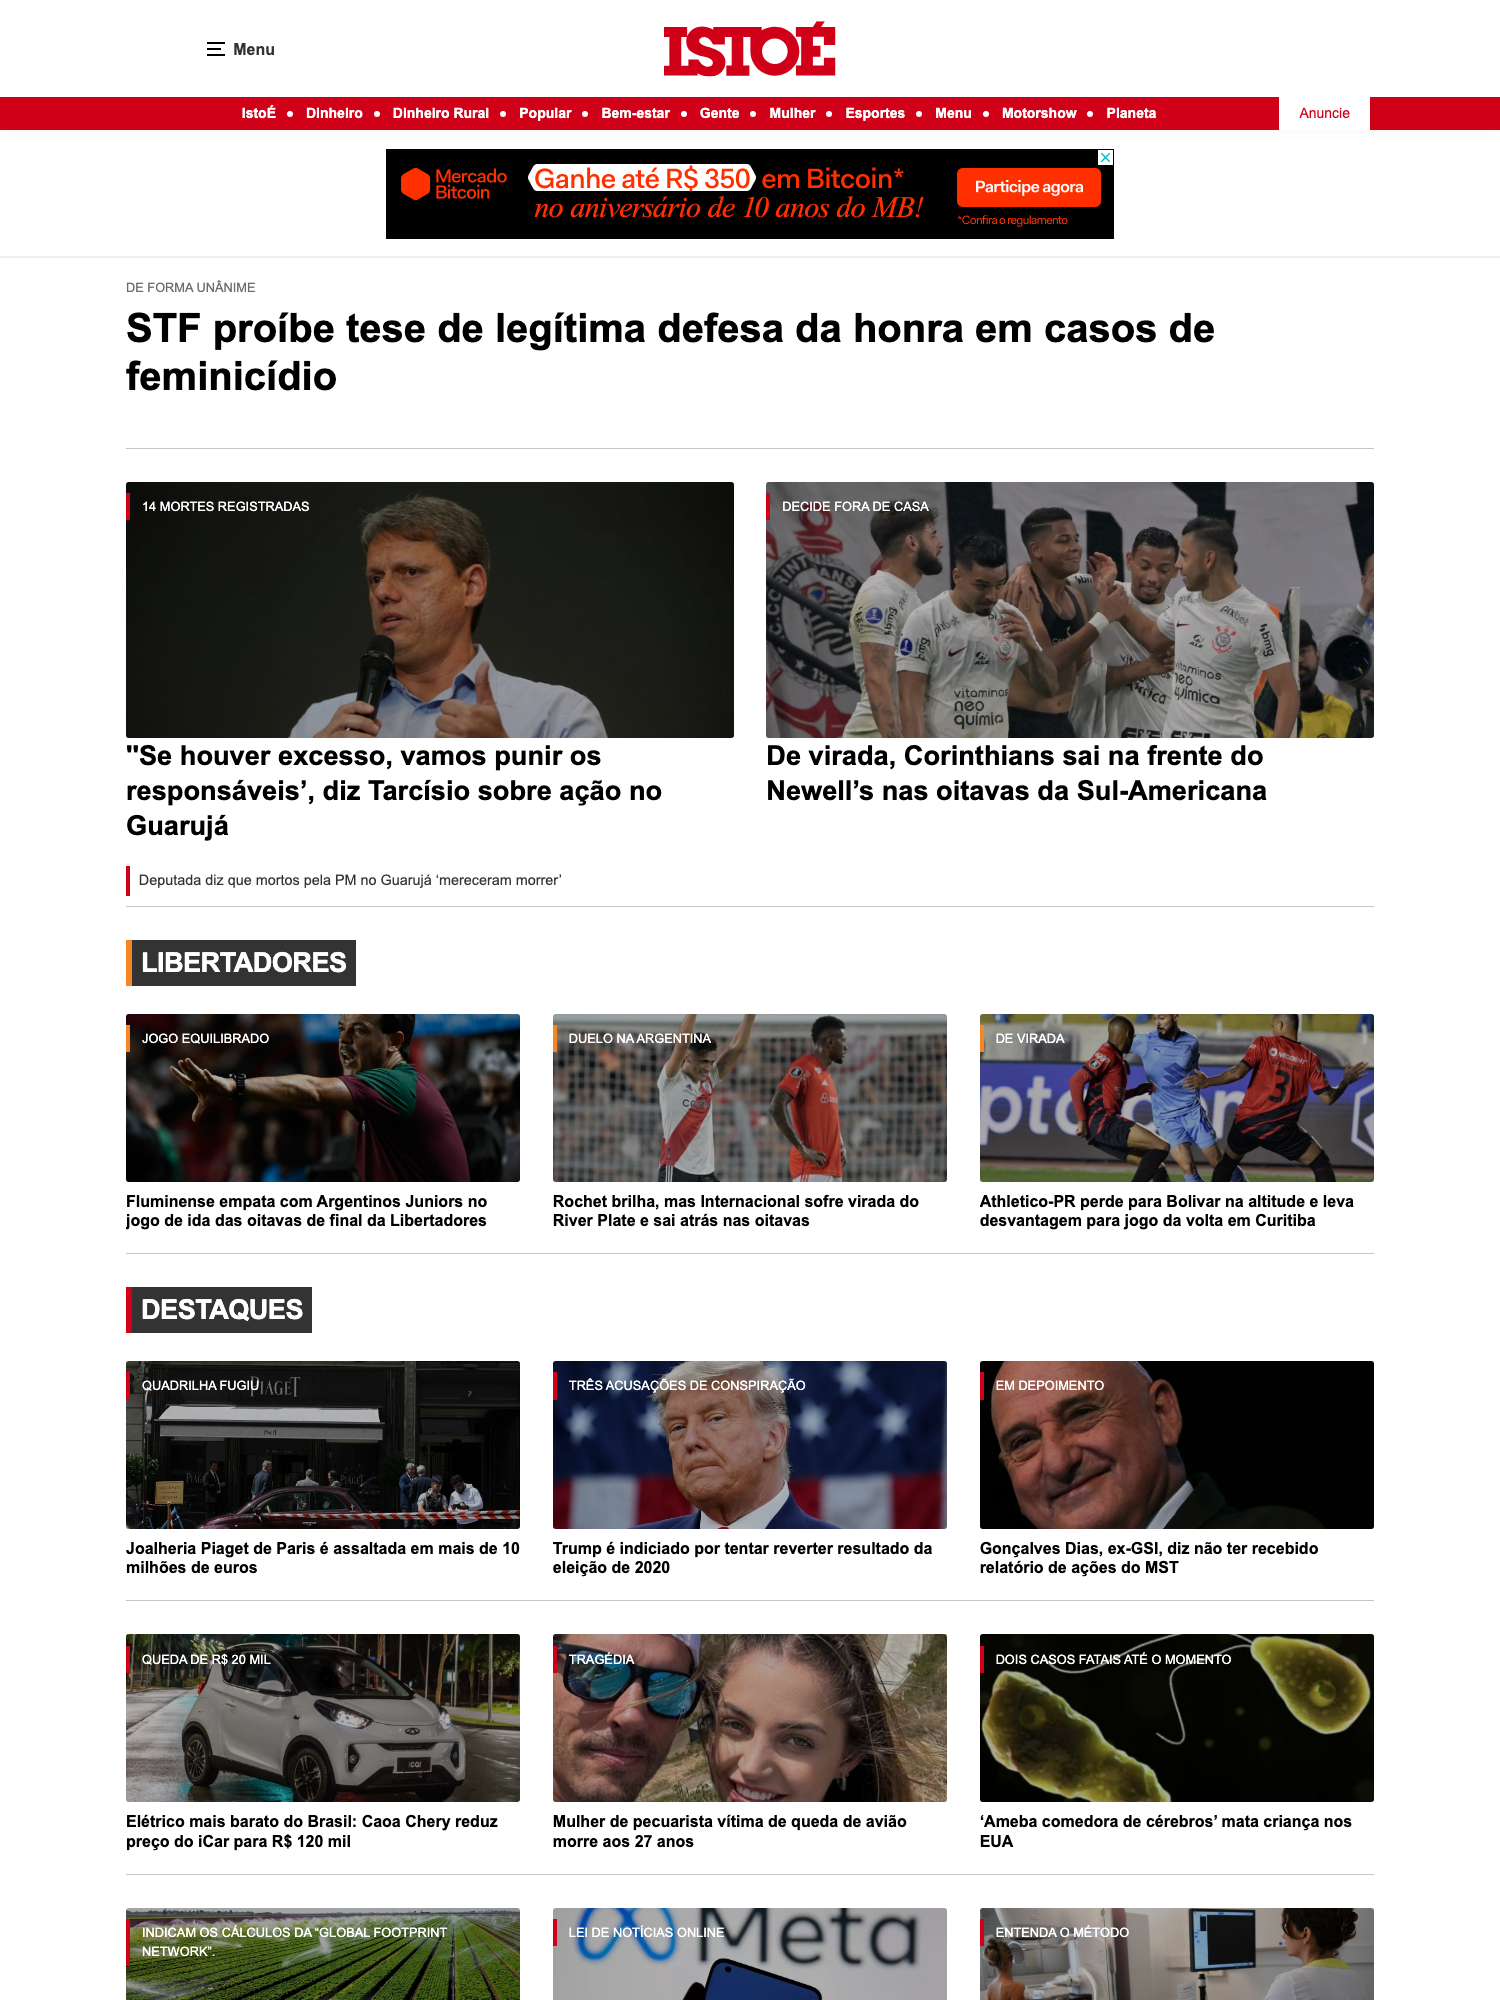 Menu
ISTOÉ
IstoÉ • Dinheiro • Dinheiro Rural • Popular • Bem-estar • Gente • Mulher • Esportes • Menu • Motorshow • Planeta
Anuncie
Mercado
Bitcoin
Ganhe até R$ 350 em Bitcoin*
no aniversário de 10 anos do MB!
Participe agora
*Confira o regulamento
DE FORMA UNÂNIME
STF proíbe tese de legítima defesa da honra em casos de
feminicídio
14 MORTES REGISTRADAS
"Se houver excesso, vamos punir os
responsáveis’, diz Tarcísio sobre ação no
Guarujá
Deputada diz que mortos pela PM no Guarujá ‘mereceram morrer’
DECIDE FORA DE CASA
vitaminas
neo
química
pixbet
bmg
De virada, Corinthians sai na frente do
Newell’s nas oitavas da Sul-Americana
LIBERTADORES
JOGO EQUILIBRADO
Fluminense empata com Argentinos Juniors no
jogo de ida das oitavas de final da Libertadores
DUELO NA ARGENTINA
Rochet brilha, mas Internacional sofre virada do
River Plate e sai atrás nas oitavas
DE VIRADA
3
Athletico-PR perde para Bolivar na altitude e leva
desvantagem para jogo da volta em Curitiba
DESTAQUES
QUADRILHA FUGIU
PIAGET
Joalheria Piaget de Paris é assaltada em mais de 10
milhões de euros
TRÊS ACUSAÇÕES DE CONSPIRAÇÃO
Trump é indiciado por tentar reverter resultado da
eleição de 2020
EM DEPOIMENTO
Gonçalves Dias, ex-GSI, diz não ter recebido
relatório de ações do MST
QUEDA DE R$ 20 MIL
iCar
Elétrico mais barato do Brasil: Caoa Chery reduz
preço do iCar para R$ 120 mil
TRAGÉDIA
Mulher de pecuarista vítima de queda de avião
morre aos 27 anos
DOIS CASOS FATAIS ATÉ O MOMENTO
‘Ameba comedora de cérebros’ mata criança nos
EUA
INDICAM OS CÁLCULOS DA "GLOBAL FOOTPRINT
NETWORK".
LEI DE NOTÍCIAS ONLINE
Meta
ENTENDA O MÉTODO